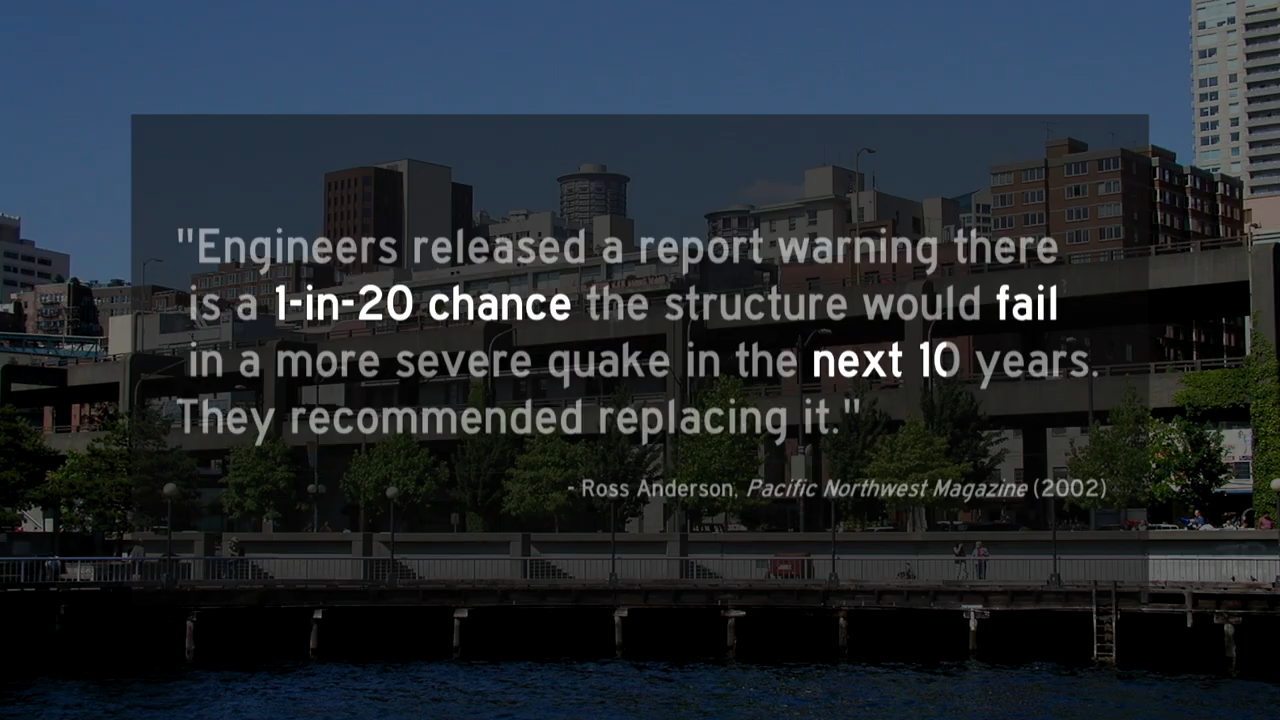 "Engineers released a report warning there
is a 1-in-20 chance the structure would fail
in a more severe quake in the next 10 years.
They recommended replacing it."
- Ross Anderson, Pacific Northwest Magazine (2002)